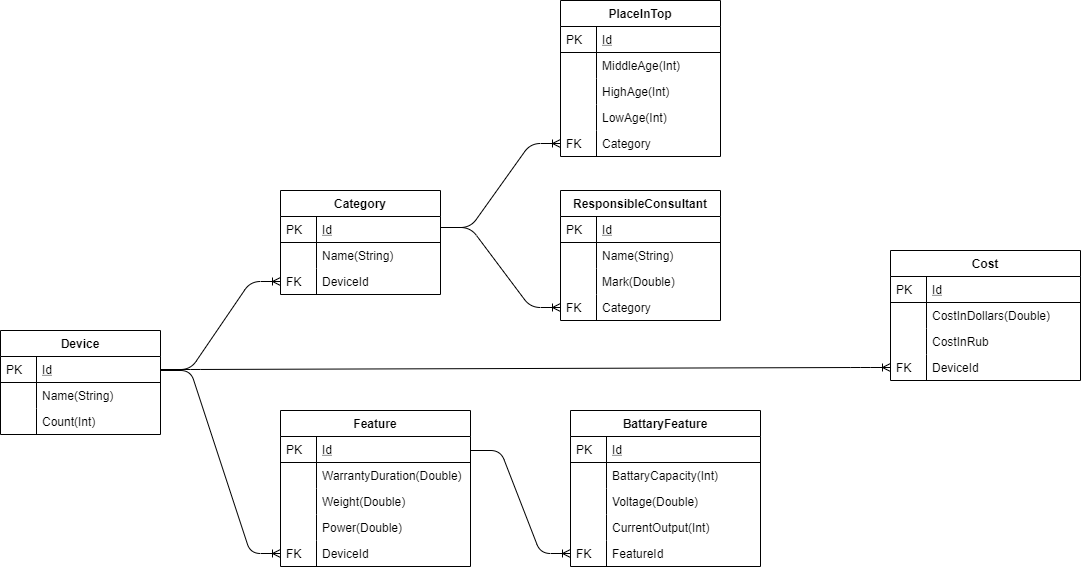 PlaceInTop
PK Id
MiddleAge(Int)
HighAge(Int)
LowAge(Int)
FK Category
Category
PK Id
Name(String)
FK DeviceId
ResponsibleConsultant
PK Id
Name(String)
Mark(Double)
FK Category
Cost
PK Id
CostInDollars(Double)
CostInRub
FK DeviceId
Device
PK Id
Name(String)
Count(Int)
Feature
PK Id
WarrantyDuration(Double)
Weight(Double)
Power(Double)
FK DeviceId
BattaryFeature
PK Id
BattaryCapacity(Int)
Voltage(Double)
CurrentOutput(Int)
FK FeatureId